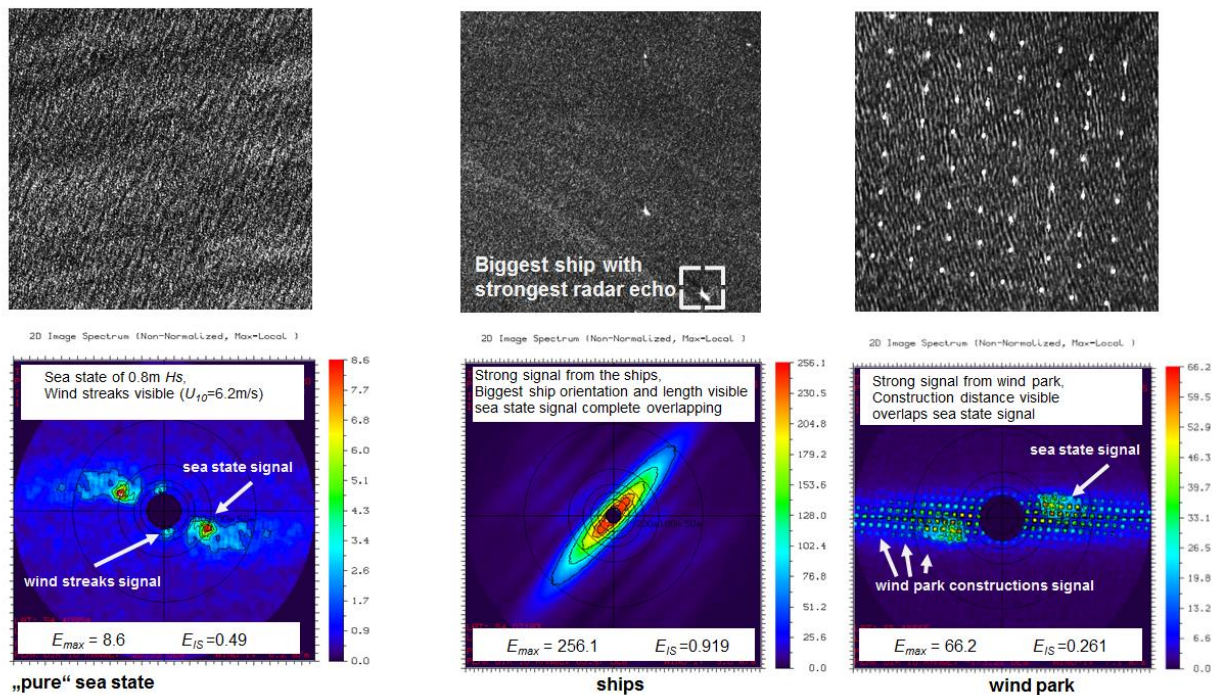 Biggest ship with
strongest radar echo
2D Image Spectrum (Non-Normalized, Max=Local )
Sea state of 0.8m Hs,
Wind streaks visible (U10=6.2m/s)
sea state signal
wind streaks signal
8.6
7.7
6.9
6.0
5.2
4.3
3.4
2.6
1.7
0.9
0.0
Emax = 8.6 EIS=0.49
„pure“ sea state
2D Image Spectrum (Non-Normalized, Max=Local )
Strong signal from the ships,
Biggest ship orientation and length visible
sea state signal complete overlapping
256.1
230.4
204.8
179.2
153.6
128.0
102.4
76.8
51.2
25.6
0.0
Emax = 256.1 EIS=0.919
ships
2D Image Spectrum (Non-Normalized, Max=Local )
Strong signal from wind park,
Construction distance visible
overlaps sea state signal
sea state signal
wind park constructions signal
66.2
59.5
52.9
46.3
39.7
33.1
26.5
19.8
13.2
6.6
0.0
Emax = 66.2 EIS=0.261
wind park